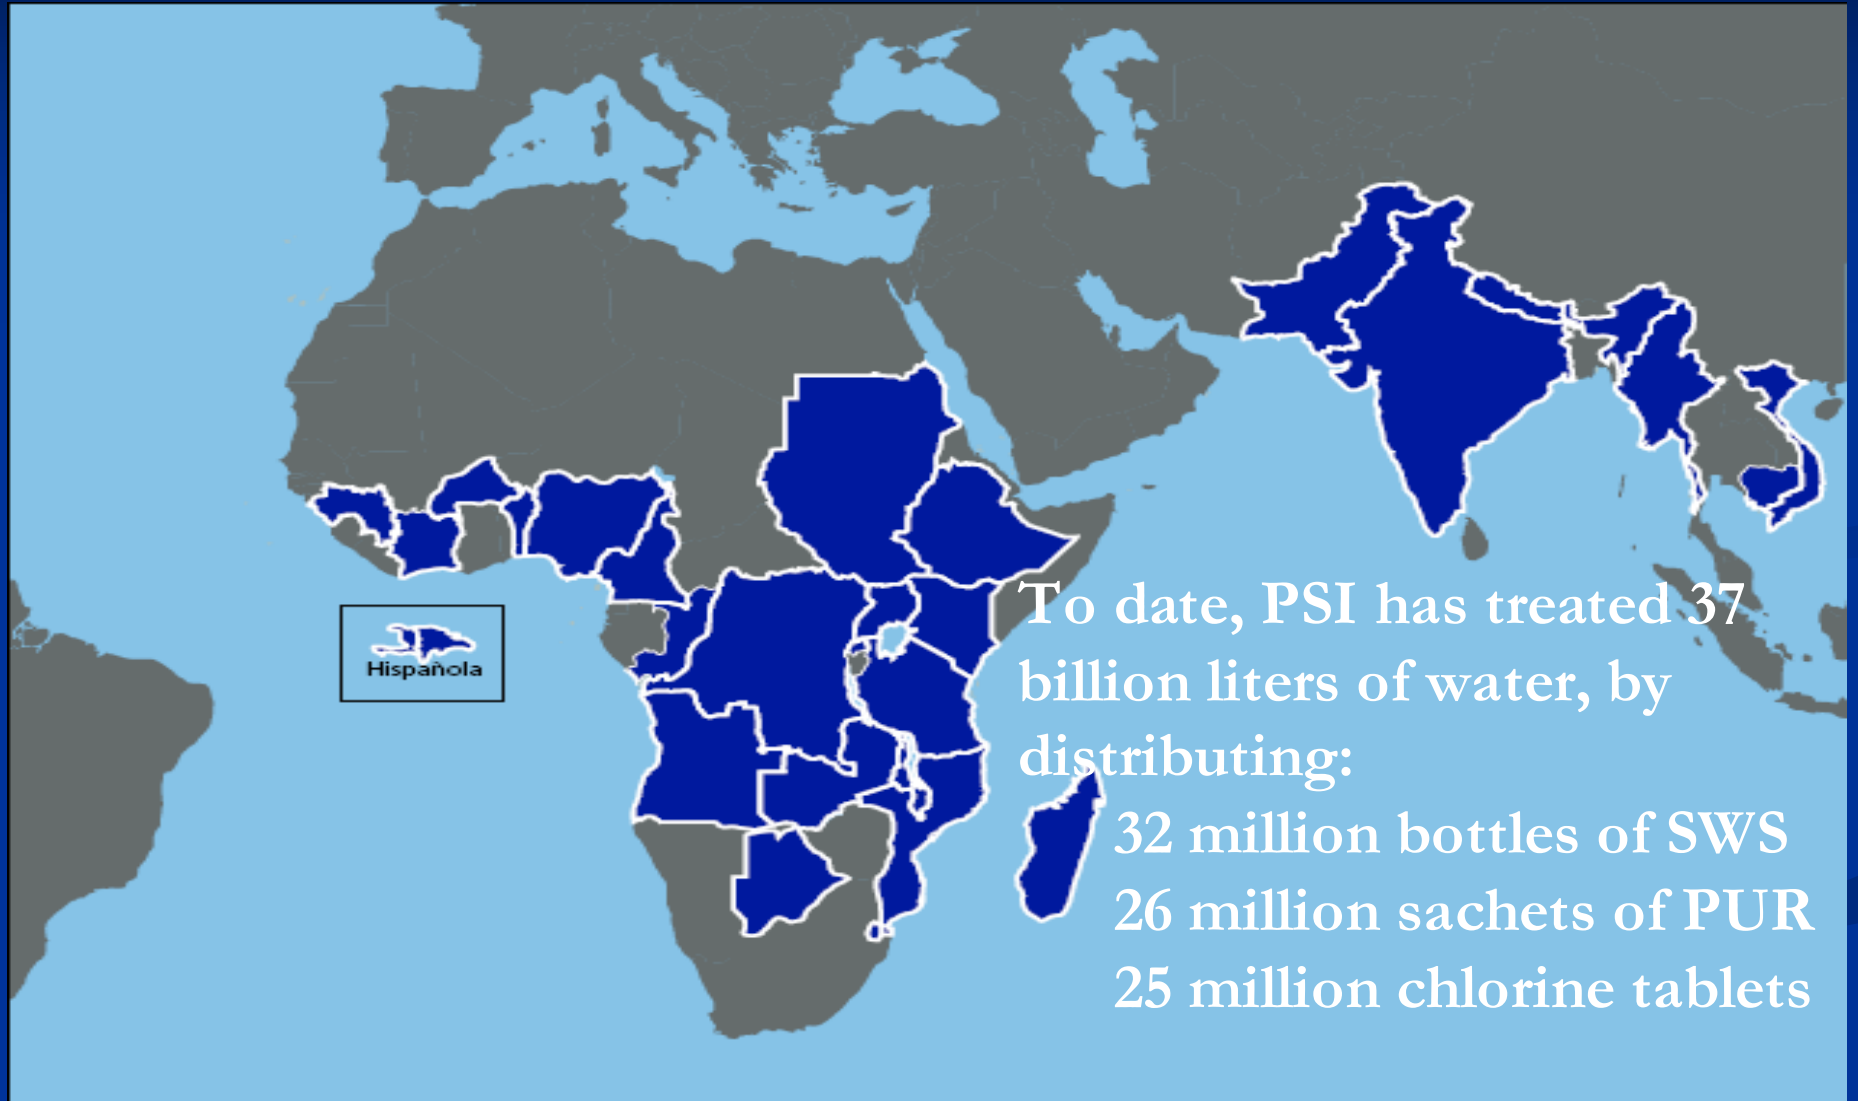 Hispañola
To date, PSI has treated 37
billion liters of water, by
distributing:
32 million bottles of SWS
26 million sachets of PUR
25 million chlorine tablets